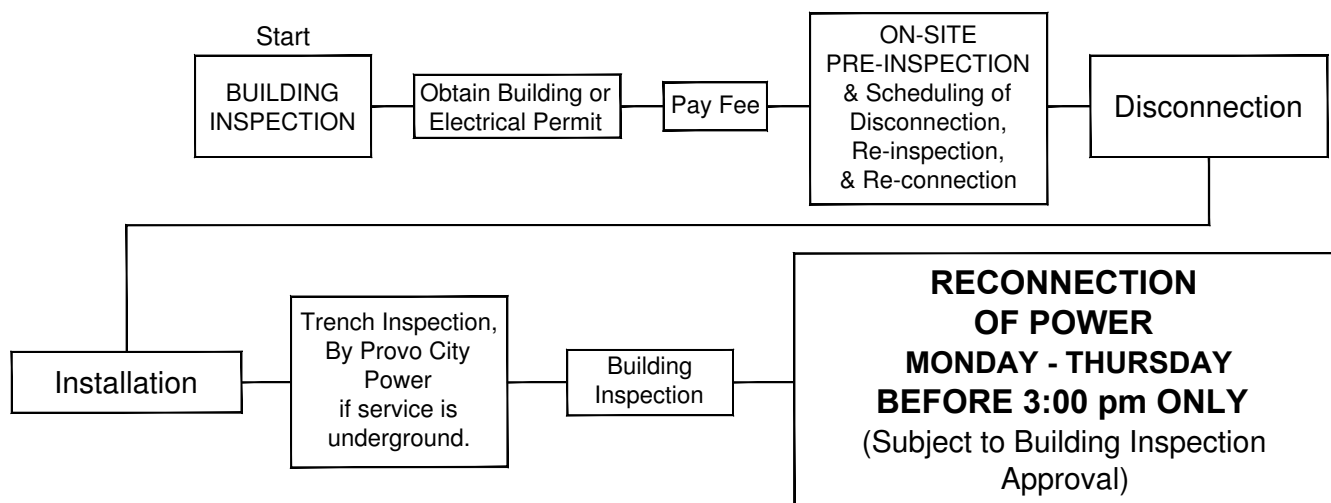 Start
BUILDING
INSPECTION
Obtain Building or
Electrical Permit
Pay Fee
ON-SITE
PRE-INSPECTION
& Scheduling of
Disconnection,
Re-inspection,
& Re-connection
Disconnection
Installation
Trench Inspection,
By Provo City
Power
if service is
underground.
Building
Inspection
RECONNECTION
OF POWER
MONDAY - THURSDAY
BEFORE 3:00 pm ONLY
(Subject to Building Inspection
Approval)